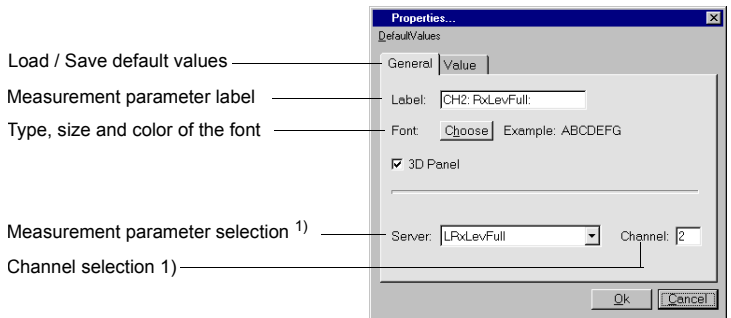 Properties...
DefaultValues
Load / Save default values
General Value
Measurement parameter label
Label: CH2: RxLevFull:
Type, size and color of the font
Font: Choose Example: ABCDEFG
3D Panel
Measurement parameter selection 1)
Server: LRxLevFull Channel: 2
Channel selection 1)
Ok Cancel